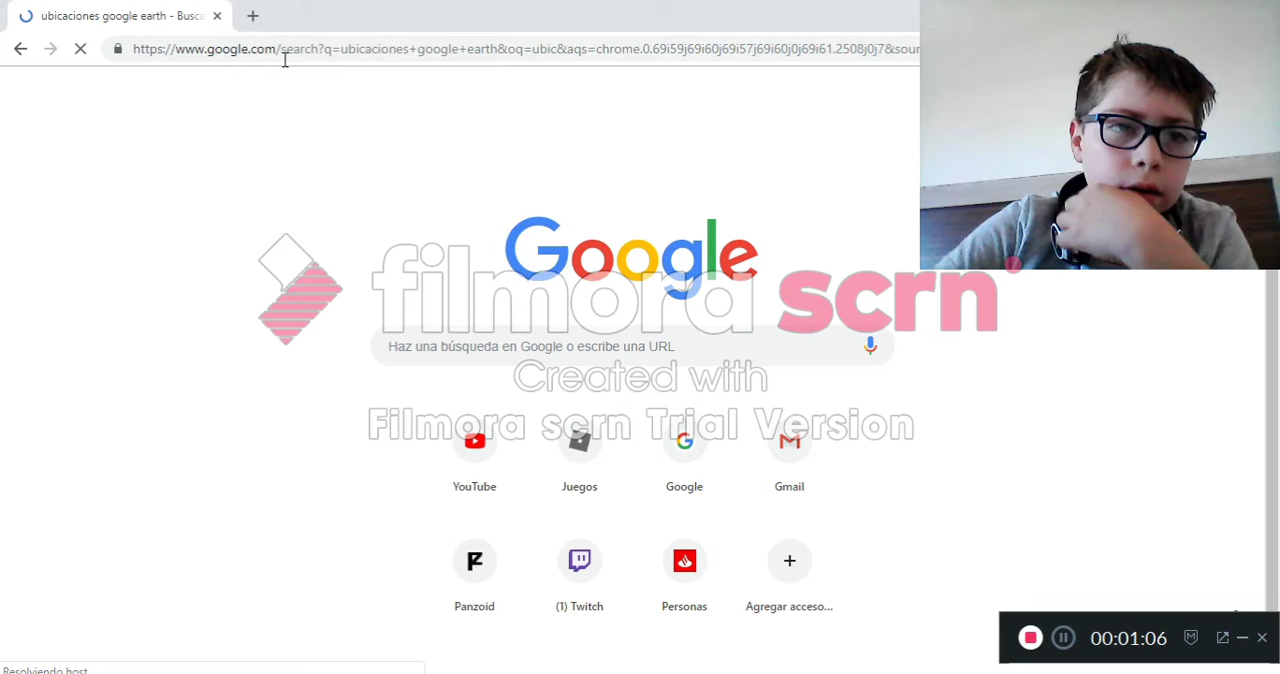 ubicaciones google earth - Busca
https://www.google.com/search?q=ubicaciones+google+earth&oq=ubic&aqs=chrome.0.69i59j69i60j69i57j69i60j0j69i61.2508j0j7&sour
Google
filmora scrn
Haz una búsqueda en Google o escribe una URL
Created with
Filmora scrn Trial Version
YouTube Juegos Google Gmail
Panzoid (1) Twitch Personas Agregar acceso...
00:01:06
Resolviendo host